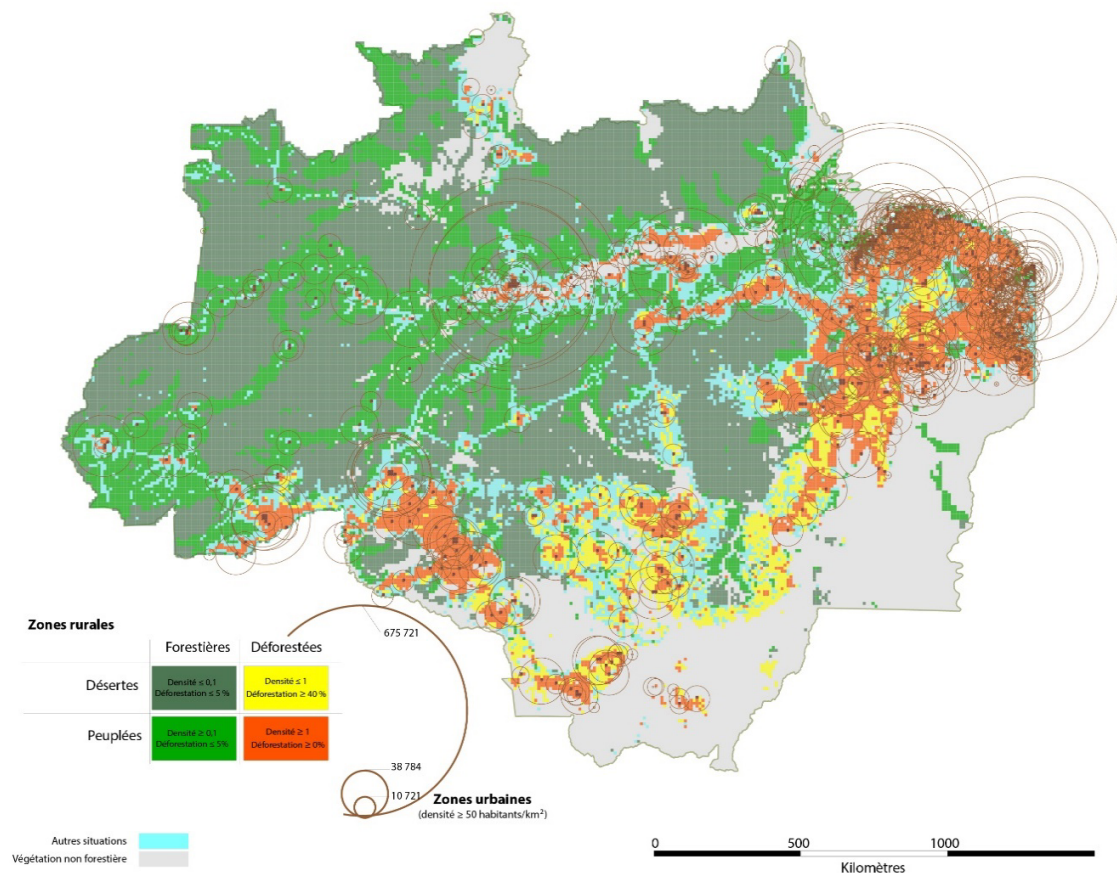 Zones rurales
Forestières
Déforestées
Désertes
Densité ≤ 0,1
Déforestation ≤ 5 %
Densité ≤ 1
Déforestation ≥ 40 %
Peuplées
Densité ≥ 0,1
Déforestation ≤ 5%
Densité ≥ 1
Déforestation ≥ 0%
675 721
38 784
10 721
Zones urbaines
(densité ≥ 50 habitants/km²)
Autres situations
Végétation non forestière
0
500
1000
Kilomètres